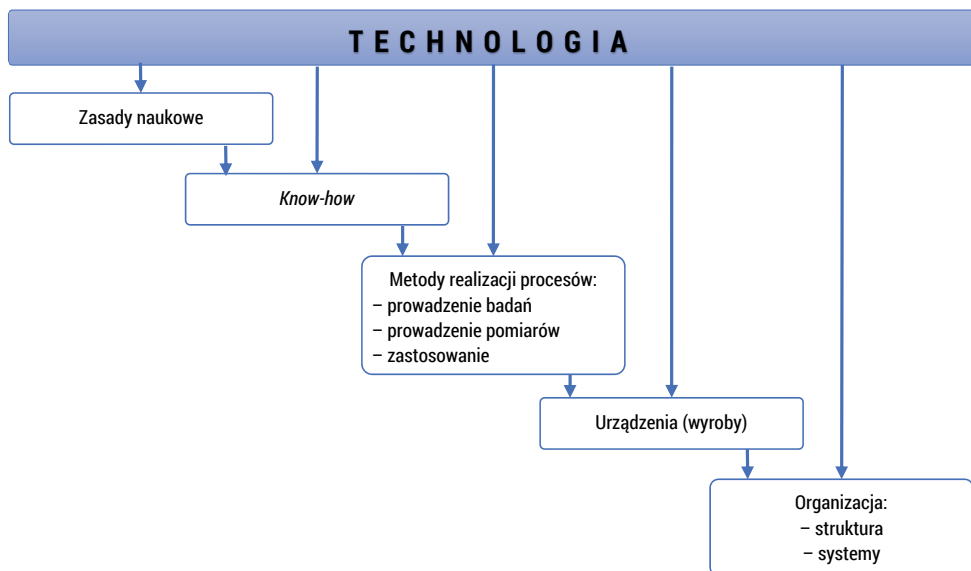 TECHNOLOGIA
Zasady naukowe
Know-how
Metody realizacji procesów:
– prowadzenie badań
– prowadzenie pomiarów
– zastosowanie
Urządzenia (wyroby)
Organizacja:
– struktura
– systemy